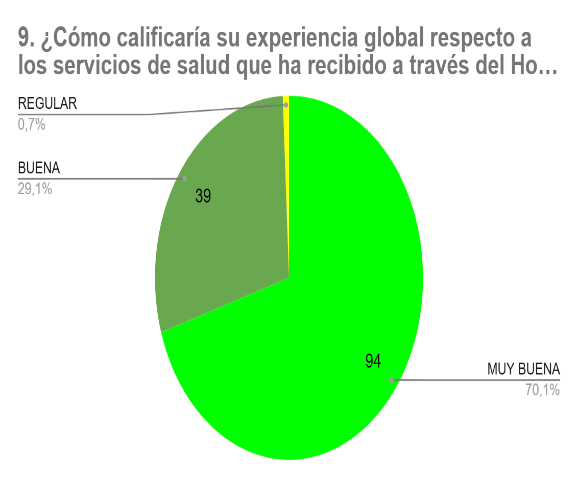 9. ¿Cómo calificaría su experiencia global respecto a
los servicios de salud que ha recibido a través del Ho…
REGULAR
0,7%
BUENA
29,1%
39
94
MUY BUENA
70,1%